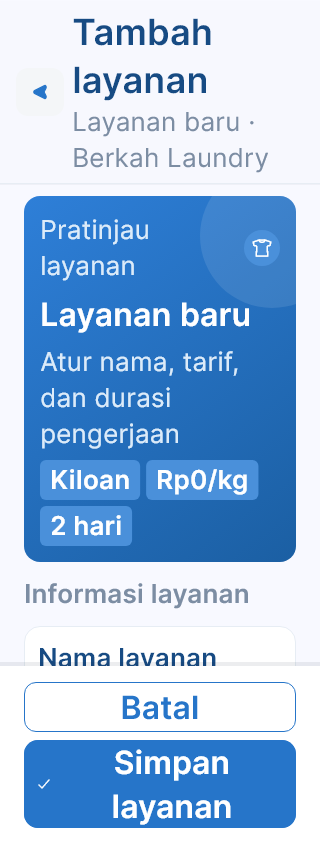 Tambah
layanan
Layanan baru ·
Berkah Laundry
Pratinjau
layanan
Layanan baru
Atur nama, tarif,
dan durasi
pengerjaan
Kiloan Rp0/kg
2 hari
Informasi layanan
Nama layanan
Batal
Simpan
layanan